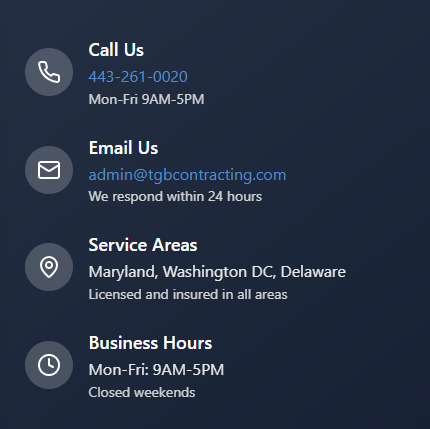 Call Us
443-261-0020
Mon-Fri 9AM-5PM
Email Us
admin@tgbcontracting.com
We respond within 24 hours
Service Areas
Maryland, Washington DC, Delaware
Licensed and insured in all areas
Business Hours
Mon-Fri: 9AM-5PM
Closed weekends